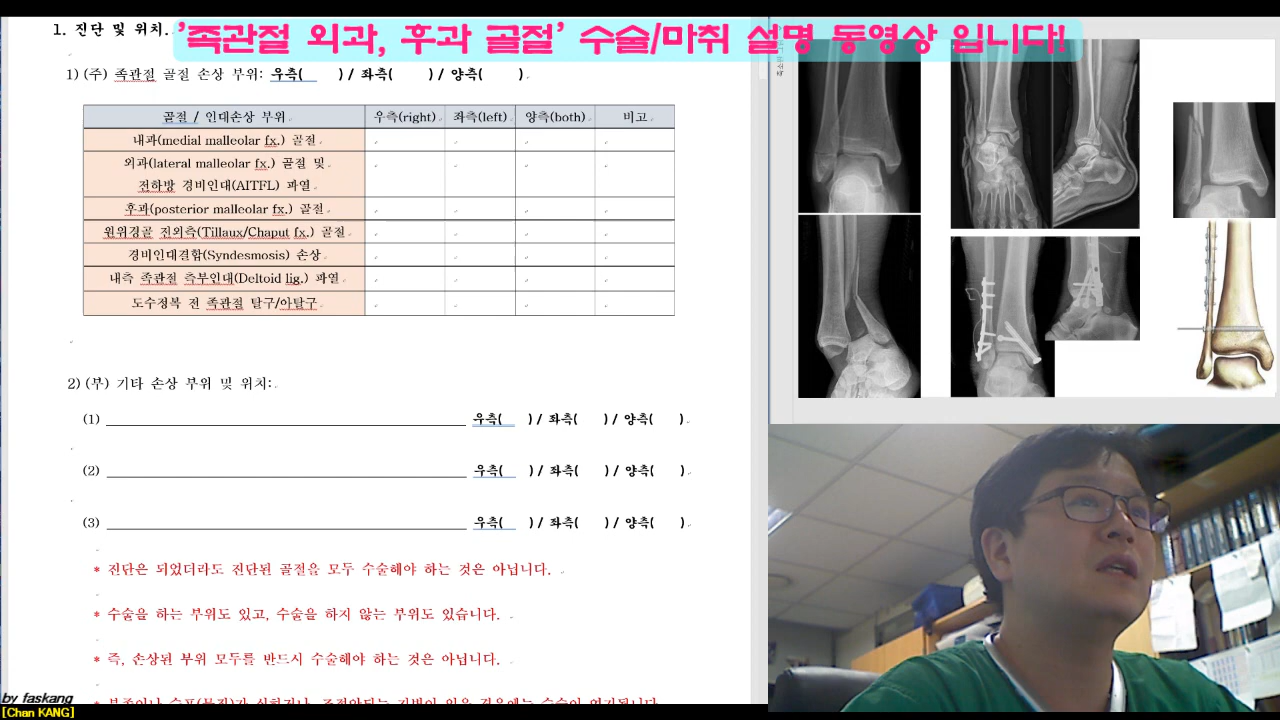 '족관절 외과, 후과 골절' 수술/마취 설명 동영상 입니다!
1. 진단 및 위치.
1) (주) 족관절 골절 손상 부위: 우측( ) / 좌측( ) / 양측( )
골절 / 인대손상 부위 우측(right) 좌측(left) 양측(both) 비고
내과(medial malleolar fx.) 골절
외과(lateral malleolar fx.) 골절 및
전하방 경비인대(AITFL) 파열
후과(posterior malleolar fx.) 골절
원위경골 전외측(Tillaux/Chaput fx.) 골절
경비인대결합(Syndesmosis) 손상
내측 족관절 측부인대(Deltoid lig.) 파열
도수정복 전 족관절 탈구/아탈구
2) (부) 기타 손상 부위 및 위치:
(1) 우측( ) / 좌측( ) / 양측( )
(2) 우측( ) / 좌측( ) / 양측( )
(3) 우측( ) / 좌측( ) / 양측( )
* 진단은 되었더라도 진단된 골절을 모두 수술해야 하는 것은 아닙니다.
* 수술을 하는 부위도 있고, 수술을 하지 않는 부위도 있습니다.
* 즉, 손상된 부위 모두를 반드시 수술해야 하는 것은 아닙니다.
by faskang
[Chan KANG]